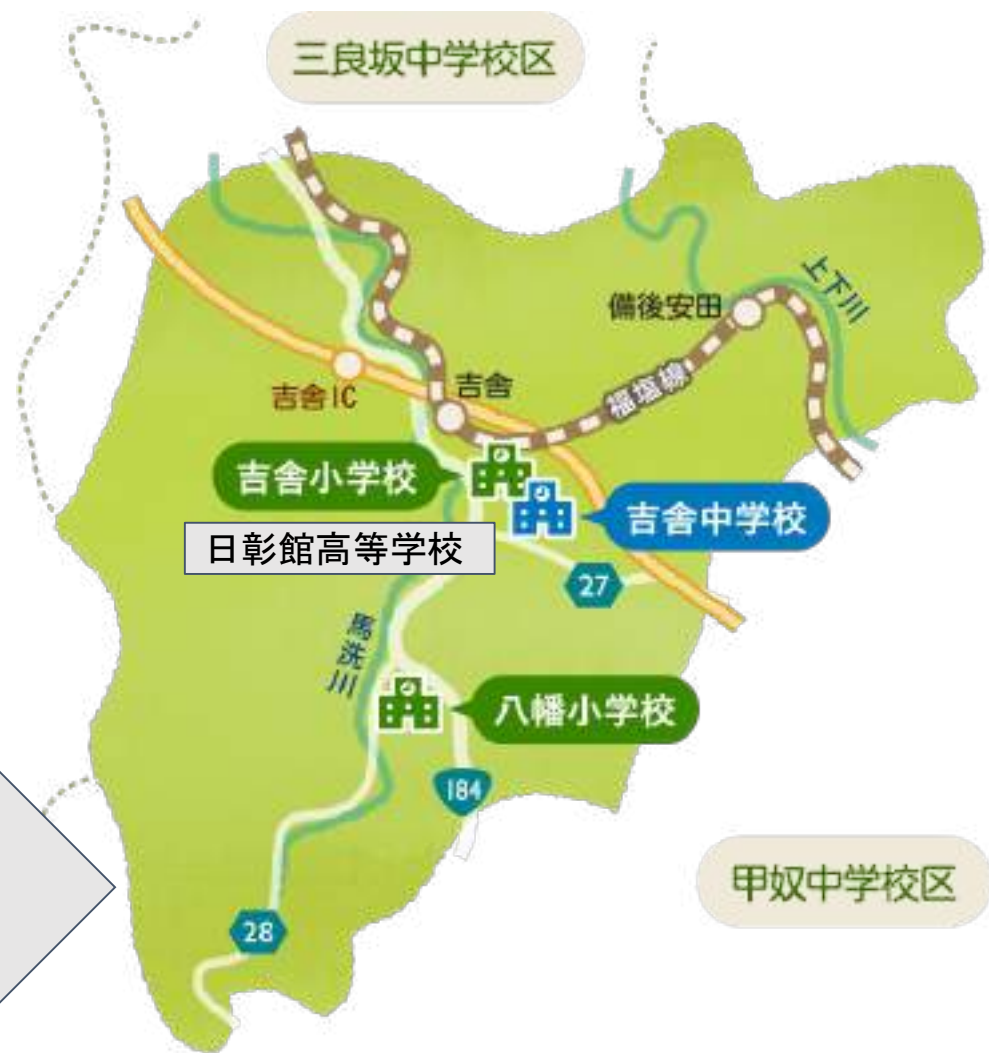 三良坂中学校区
上下川
備後安田
吉舎IC
吉舎
福塩線
吉舎小学校
吉舎中学校
日彰館高等学校
27
馬洗川
八幡小学校
184
甲奴中学校区
28